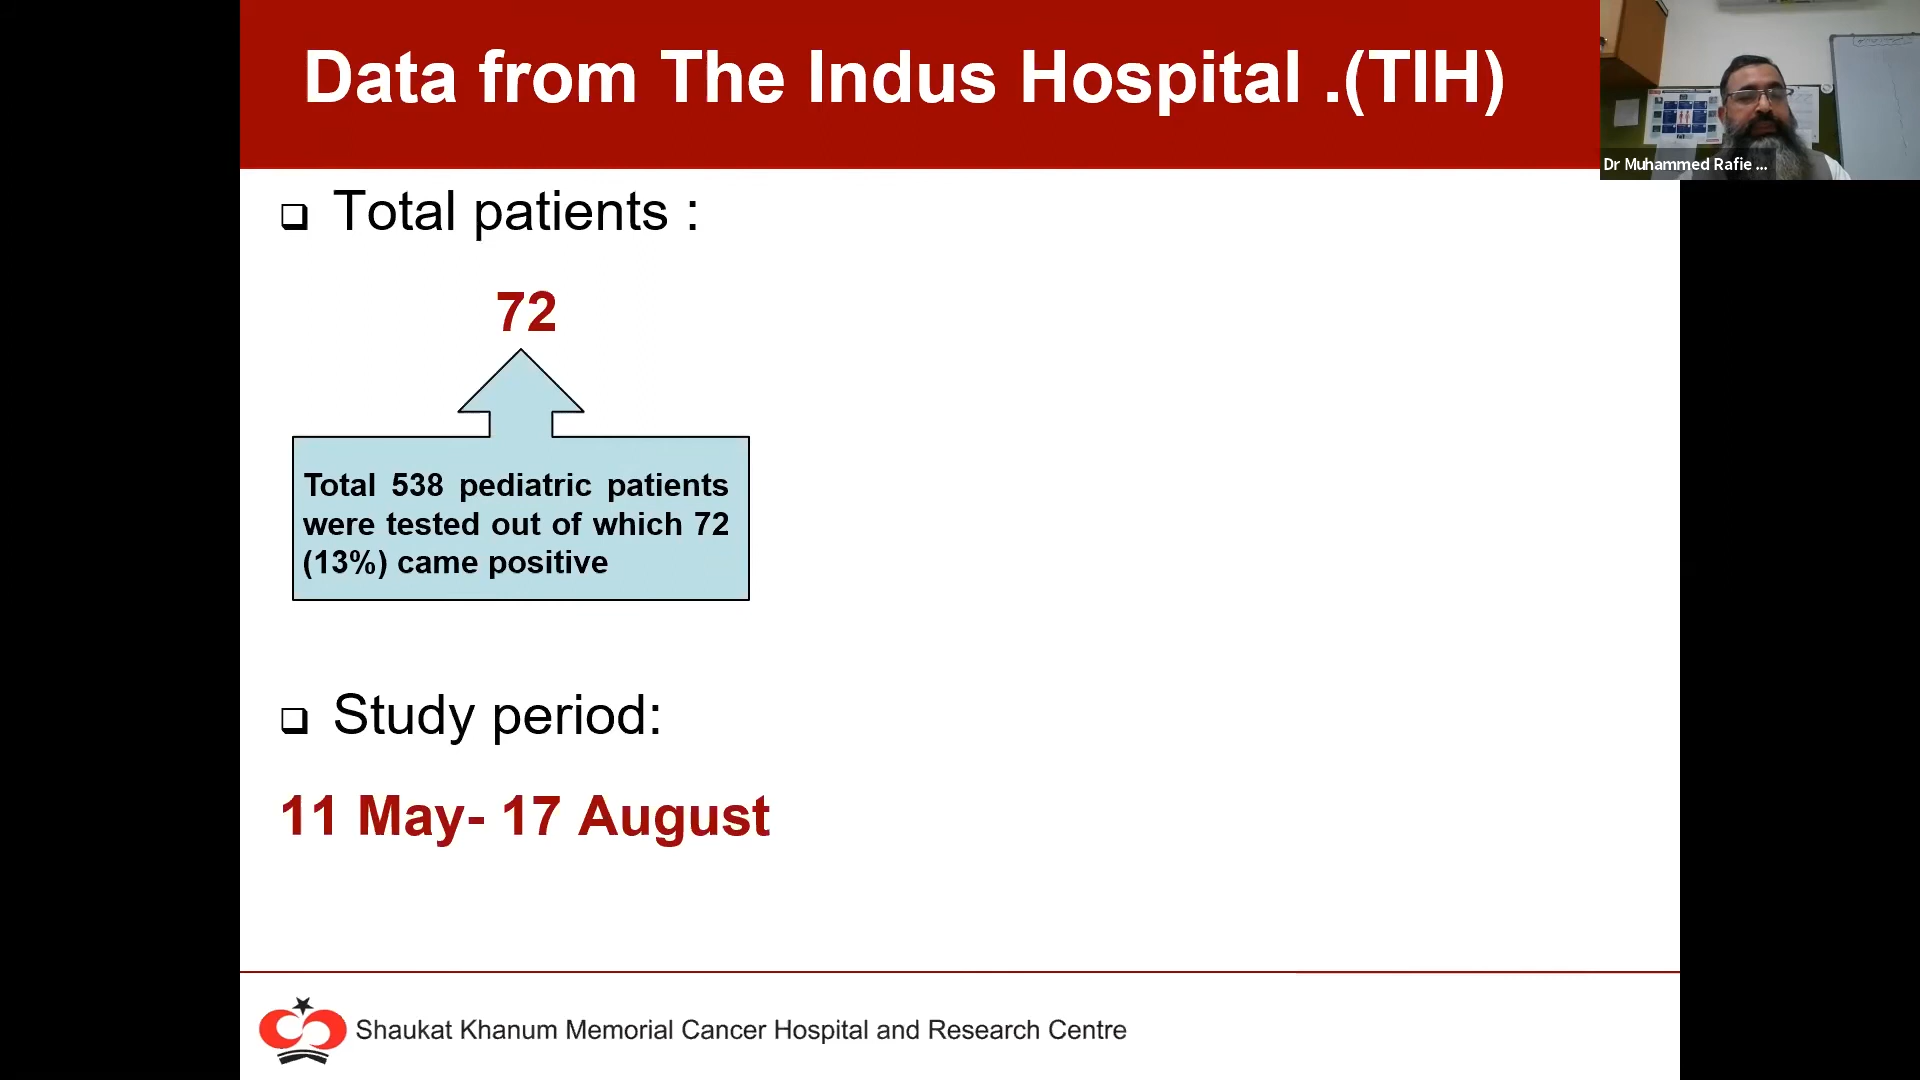 Data from The Indus Hospital .(TIH)
Dr Muhammed Rafie ...
Total patients :
72
Total 538 pediatric patients
were tested out of which 72
(13%) came positive
Study period:
11 May- 17 August
Shaukat Khanum Memorial Cancer Hospital and Research Centre